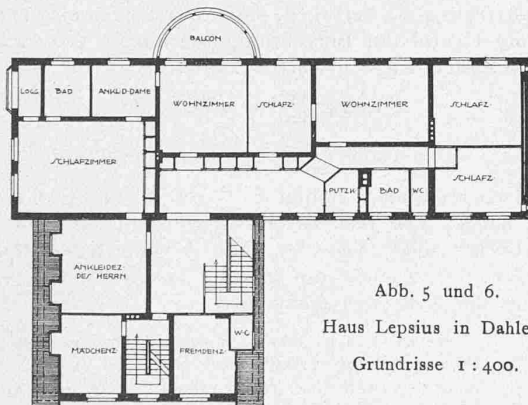 BALCON
LOGG.
BAD
ANKLD-DAME
WOHNZIMMER
SCHLAFZ·
WOHNZIMMER
SCHLAFZ·
SCHLAFZIMMER
SCHLAFZ·
PUTZK
BAD
WC
ANKLEIDEZ·
DES HERRN
MÄDCHENZ·
FREMDENZ·
W·C
Abb. 5 und 6.
Haus Lepsius in Dahle
Grundrisse 1 : 400.